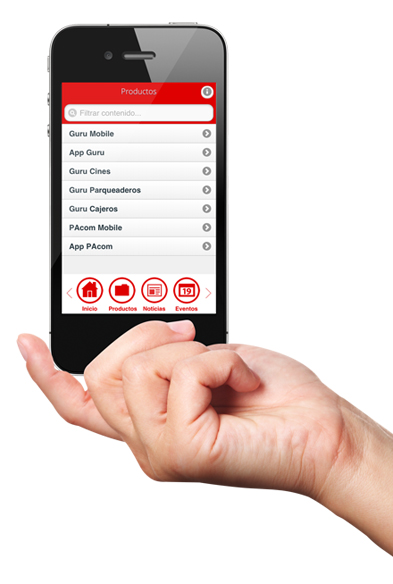 Productos
Filtrar contenido...
Guru Mobile
App Guru
Guru Cines
Guru Parqueaderos
Guru Cajeros
PAcom Mobile
App PAcom
19
Inicio Productos Noticias Eventos